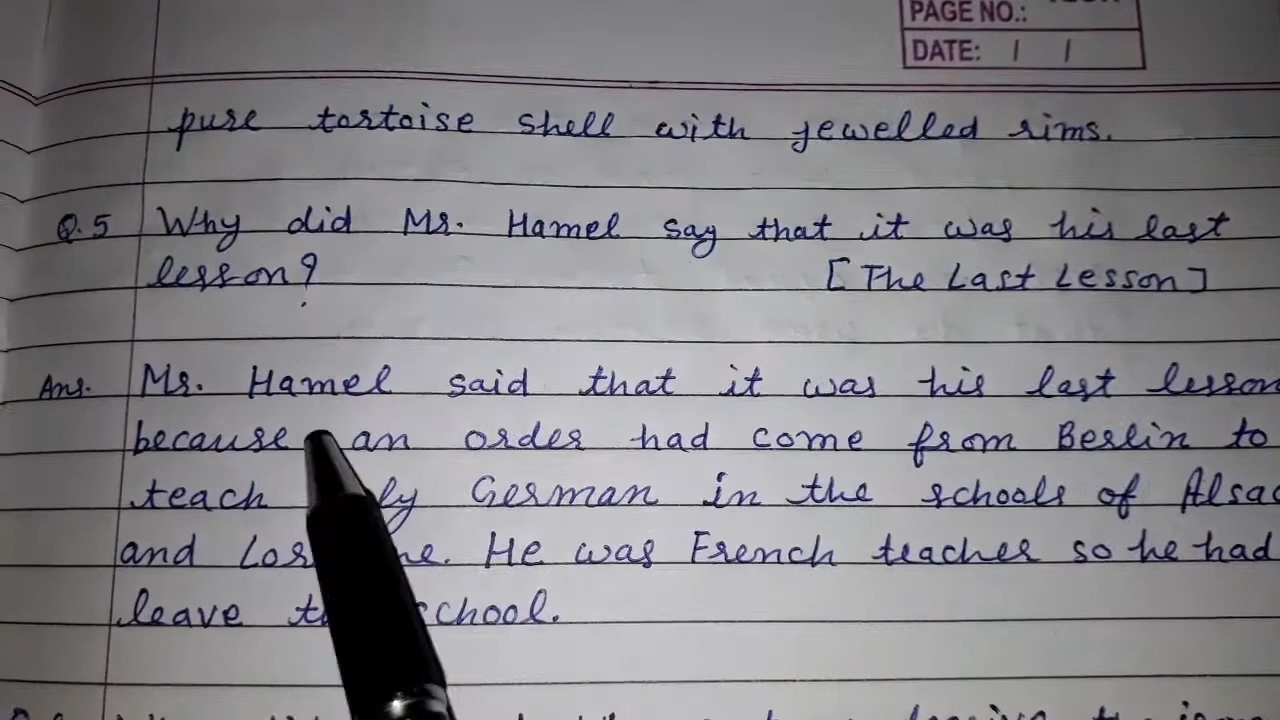 PAGE NO.:
DATE: / /
pure tortoise shell with jewelled rims.
Q.5 Why did Mr. Hamel say that it was his last
lesson? [The Last Lesson]
Ans. Mr. Hamel said that it was his last lesson
because an order had come from Berlin to
teach German in the schools of
and He was French teacher so he had
leave